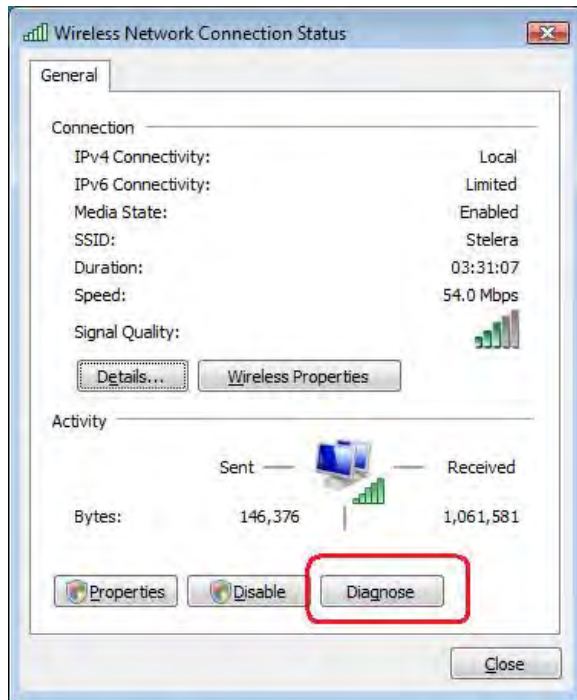 Wireless Network Connection Status
General
Connection
IPv4 Connectivity: Local
IPv6 Connectivity: Limited
Media State: Enabled
SSID: Stelera
Duration: 03:31:07
Speed: 54.0 Mbps
Signal Quality:
Details... Wireless Properties
Activity
Sent Received
Bytes: 146,376 1,061,581
Properties Disable Diagnose
Close